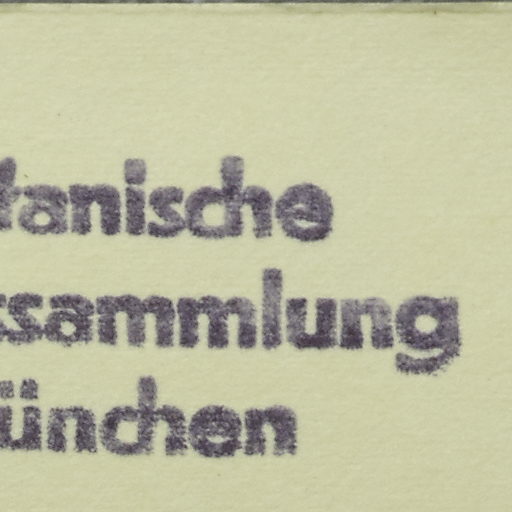 tanische
ssammlung
ünchen